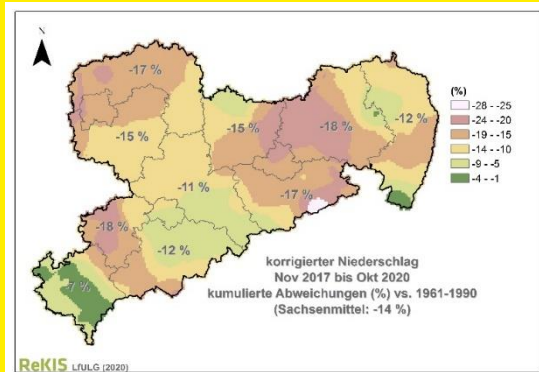 N
-17 %
-15 %
-15 %
-18 %
-12 %
-11 %
-17 %
-18 %
-12 %
-7 %
(%)
-28 - -25
-24 - -20
-19 - -15
-14 - -10
-9 - -5
-4 - -1
korrigierter Niederschlag
Nov 2017 bis Okt 2020
kumulierte Abweichungen (%) vs. 1961-1990
(Sachsenmittel: -14 %)
ReKIS LfULG (2020)